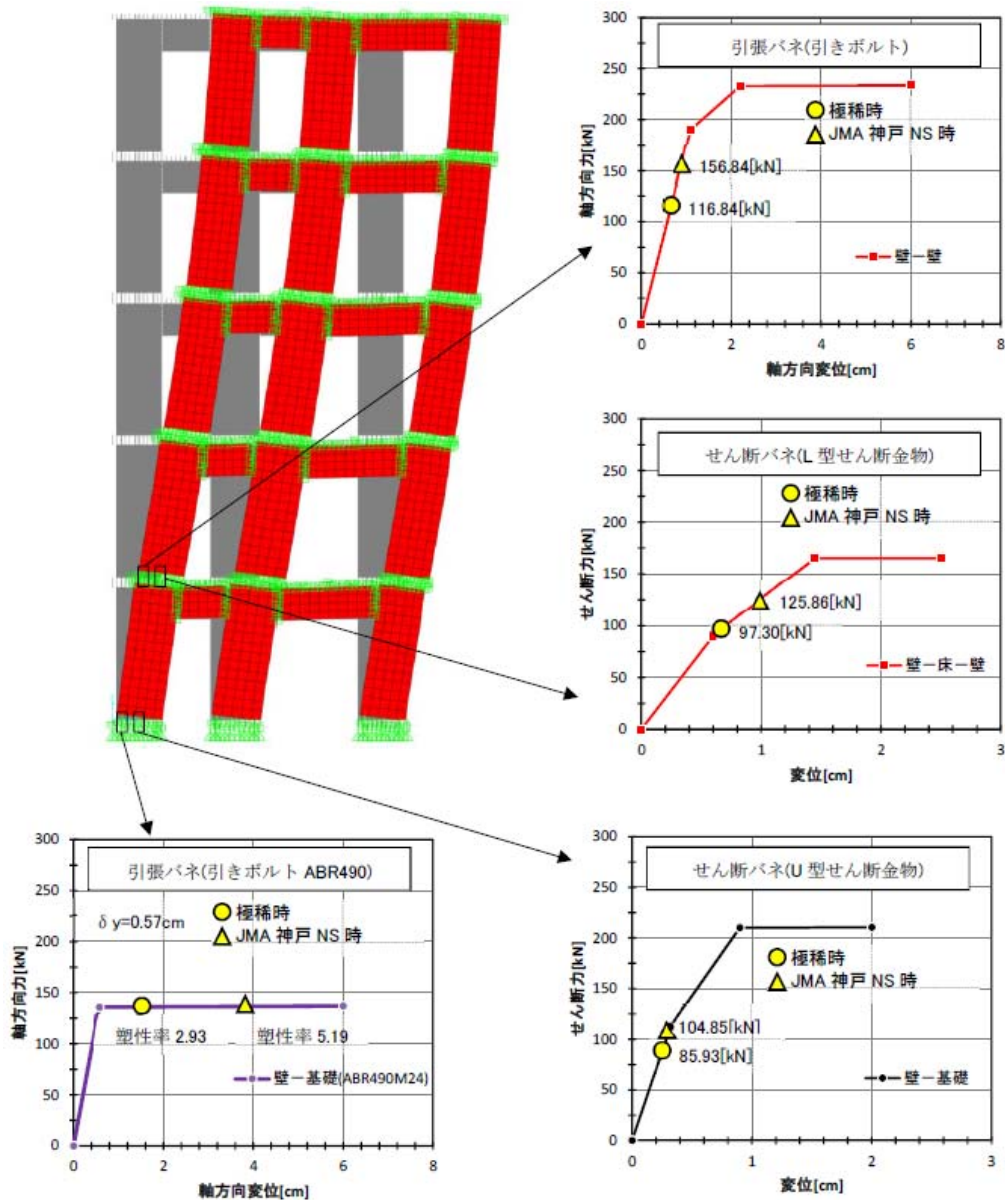 引張バネ(引きボルト)
300
250
200
150
100
50
0
軸方向力[kN]
極稀時
JMA 神戸 NS 時
156.84[kN]
116.84[kN]
壁－壁
0 2 4 6 8
軸方向変位[cm]
せん断バネ(L 型せん断金物)
300
250
200
150
100
50
0
せん断力[kN]
極稀時
JMA 神戸 NS 時
125.86[kN]
97.30[kN]
壁－床－壁
0 1 2 3
変位[cm]
引張バネ(引きボルト ABR490)
300
250
200
150
100
50
0
軸方向力[kN]
δ y=0.57cm
極稀時
JMA 神戸 NS 時
塑性率 2.93 塑性率 5.19
壁－基礎(ABR490M24)
0 2 4 6 8
軸方向変位[cm]
せん断バネ(U 型せん断金物)
300
250
200
150
100
50
0
せん断力[kN]
極稀時
JMA 神戸 NS 時
104.85[kN]
85.93[kN]
壁－基礎
0 1 2 3
変位[cm]